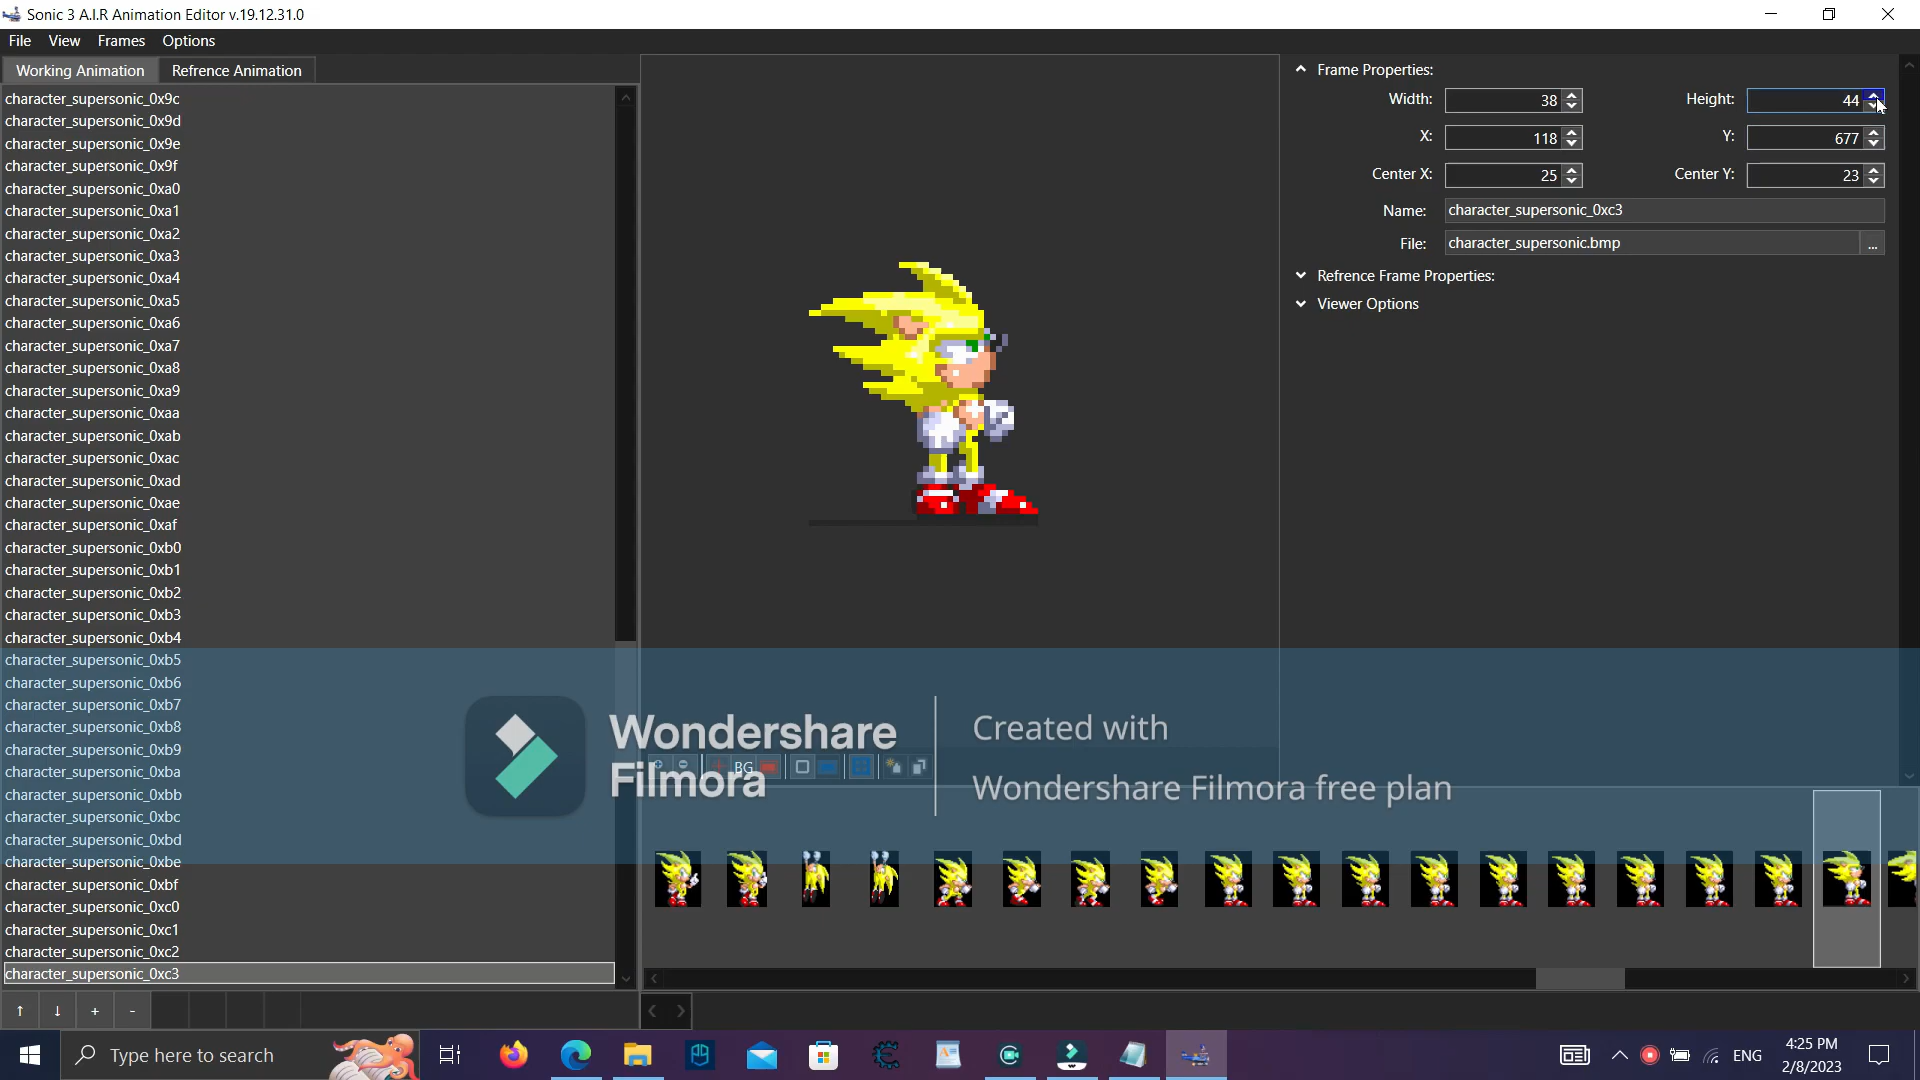 Sonic 3 A.I.R Animation Editor v.19.12.31.0
File View Frames Options
Working Animation Refrence Animation
character_supersonic_0x9c
character_supersonic_0x9d
character_supersonic_0x9e
character_supersonic_0x9f
character_supersonic_0xa0
character_supersonic_0xa1
character_supersonic_0xa2
character_supersonic_0xa3
character_supersonic_0xa4
character_supersonic_0xa5
character_supersonic_0xa6
character_supersonic_0xa7
character_supersonic_0xa8
character_supersonic_0xa9
character_supersonic_0xaa
character_supersonic_0xab
character_supersonic_0xac
character_supersonic_0xad
character_supersonic_0xae
character_supersonic_0xaf
character_supersonic_0xb0
character_supersonic_0xb1
character_supersonic_0xb2
character_supersonic_0xb3
character_supersonic_0xb4
character_supersonic_0xb5
character_supersonic_0xb6
character_supersonic_0xb7
character_supersonic_0xb8
character_supersonic_0xb9
character_supersonic_0xba
character_supersonic_0xbb
character_supersonic_0xbc
character_supersonic_0xbd
character_supersonic_0xbe
character_supersonic_0xbf
character_supersonic_0xc0
character_supersonic_0xc1
character_supersonic_0xc2
character_supersonic_0xc3
Frame Properties:
Width: 38 Height: 44
X: 118 Y: 677
Center X: 25 Center Y: 23
Name: character_supersonic_0xc3
File: character_supersonic.bmp ...
Refrence Frame Properties:
Viewer Options
Wondershare
Filmora
Created with
Wondershare Filmora free plan
BG
Type here to search
ENG
4:25 PM
2/8/2023